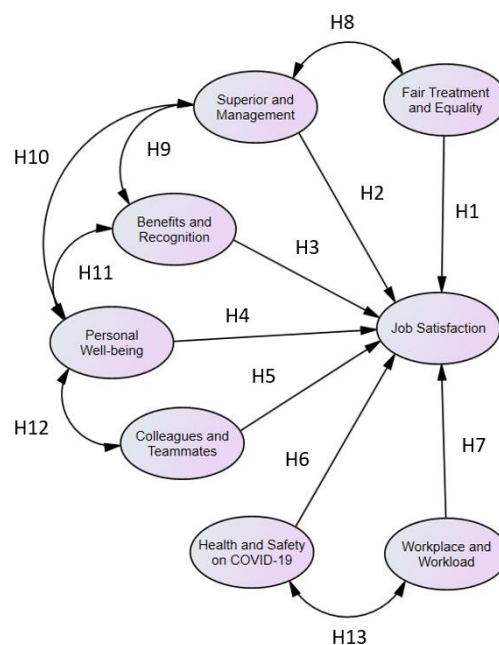 H8
Superior and
Management
Fair Treatment
and Equality
H10
H9
H2
H1
Benefits and
Recognition
H3
H11
H4
Personal
Well-being
Job Satisfaction
H5
H12
Colleagues and
Teammates
H6
H7
Health and Safety
on COVID-19
Workplace and
Workload
H13